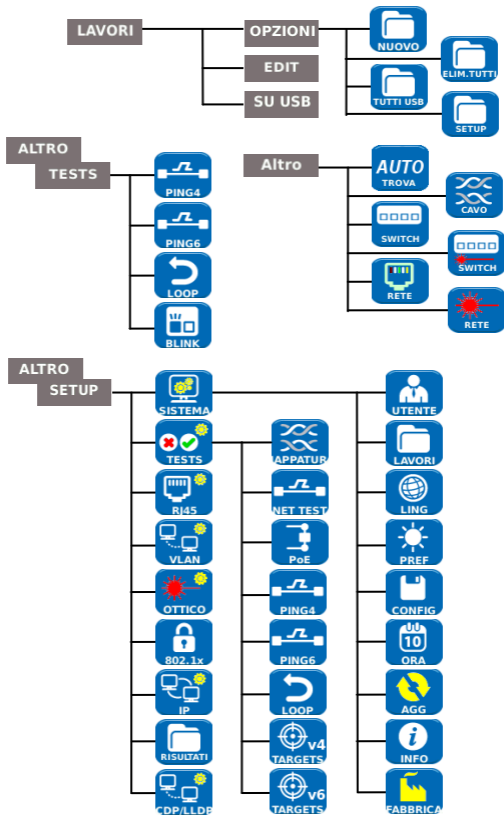 LAVORI
OPZIONI
NUOVO
EDIT
ELIM.TUTTI
SU USB
TUTTI USB
SETUP
ALTRO
TESTS
PING4
PING6
LOOP
BLINK
Altro
AUTO
TROVA
CAVO
SWITCH
SWITCH
RETE
RETE
ALTRO
SETUP
SISTEMA
UTENTE
TESTS
APPATUR
LAVORI
RJ45
NET TEST
LING
VLAN
PoE
PREF
OTTICO
PING4
CONFIG
802.1x
PING6
10
ORA
IP
LOOP
AGG
RISULTATI
v4
TARGETS
i
INFO
CDP/LLDP
v6
TARGETS
FABBRICA